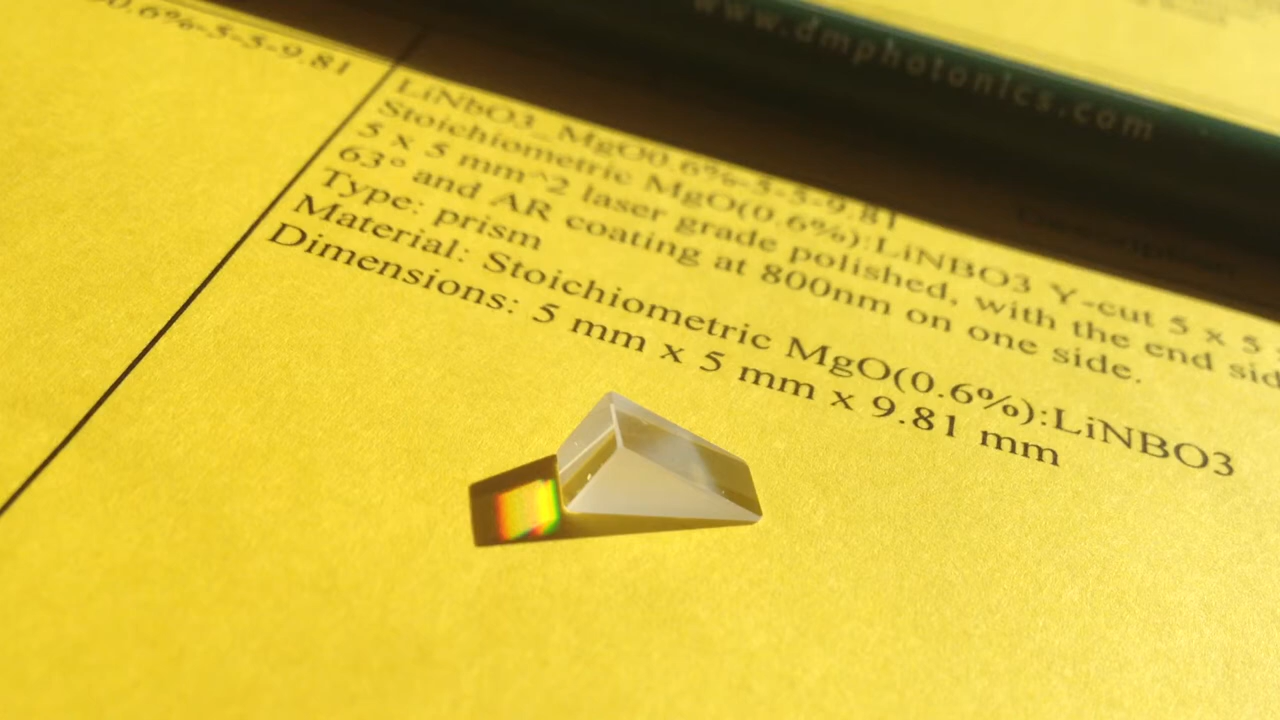 www.dmphotonics.com
0.6%-5-5-9.81
LiNbO3_MgO0.6%-5-5-9.81
Stoichiometric MgO(0.6%):LiNBO3 Y-cut 5 x 5
5 x 5 mm^2 laser grade polished, with the end sid
63° and AR coating at 800nm on one side.
Type: prism
Material: Stoichiometric MgO(0.6%):LiNBO3
Dimensions: 5 mm x 5 mm x 9.81 mm